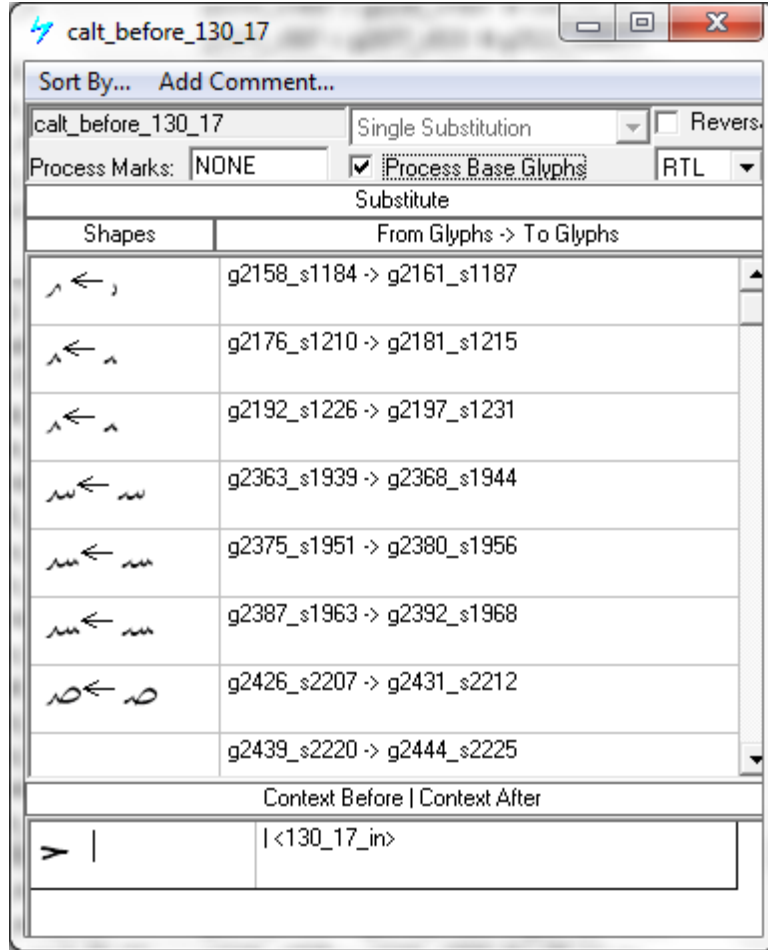 calt_before_130_17
Sort By... Add Comment...
calt_before_130_17 Single Substitution Revers
Process Marks: NONE Process Base Glyphs RTL
Substitute
Shapes From Glyphs -> To Glyphs
g2158_s1184 -> g2161_s1187
g2176_s1210 -> g2181_s1215
g2192_s1226 -> g2197_s1231
g2363_s1939 -> g2368_s1944
g2375_s1951 -> g2380_s1956
g2387_s1963 -> g2392_s1968
g2426_s2207 -> g2431_s2212
g2439_s2220 -> g2444_s2225
Context Before | Context After
| <130_17_in>